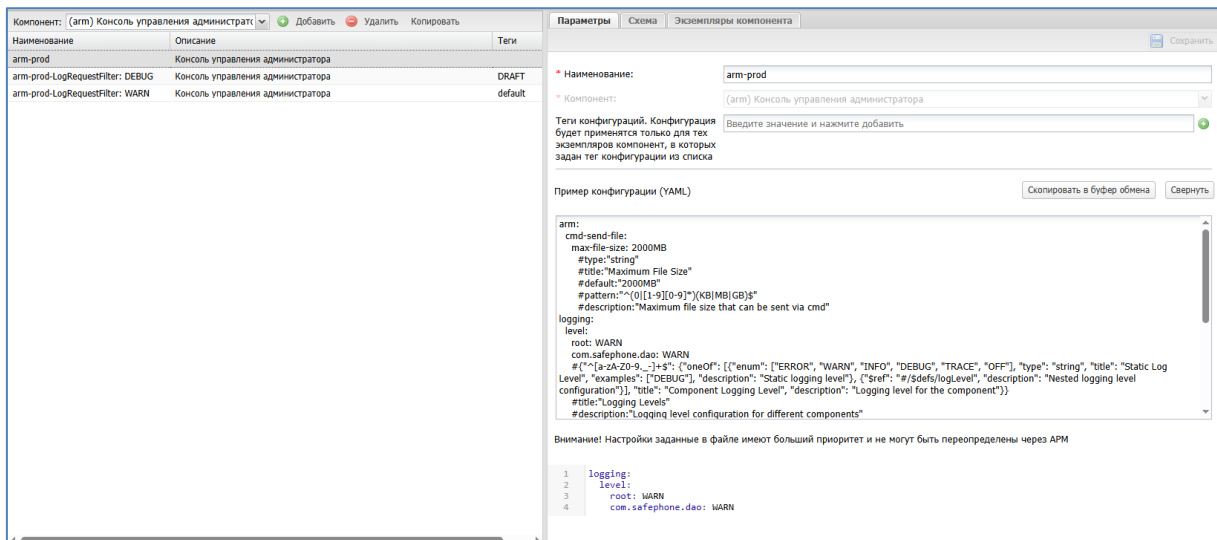 Компонент: (arm) Консоль управления администратс Добавить Удалить Копировать
Наименование Описание Теги
arm-prod Консоль управления администратора
arm-prod-LogRequestFilter: DEBUG Консоль управления администратора DRAFT
arm-prod-LogRequestFilter: WARN Консоль управления администратора default
Параметры Схема Экземпляры компонента
Сохранить
* Наименование: arm-prod
* Компонент: (arm) Консоль управления администратора
Теги конфигураций. Конфигурация
будет применятся только для тех
экземпляров компонент, в которых
задан тег конфигурации из списка
Введите значение и нажмите добавить
Пример конфигурации (YAML) Скопировать в буфер обмена Свернуть
arm:
cmd-send-file:
max-file-size: 2000MB
#type:"string"
#title:"Maximum File Size"
#default:"2000MB"
#pattern:"^(0|[1-9][0-9]*)(KB|MB|GB)$"
#description:"Maximum file size that can be sent via cmd"
logging:
level:
root: WARN
com.safephone.dao: WARN
#{"^[a-zA-Z0-9._-]+$": {"oneOf": [{"enum": ["ERROR", "WARN", "INFO", "DEBUG", "TRACE", "OFF"], "type": "string", "title": "Static Log
Level", "examples": ["DEBUG"], "description": "Static logging level"}, {"$ref": "#/$defs/logLevel", "description": "Nested logging level
configuration"}], "title": "Component Logging Level", "description": "Logging level for the component"}}
#title:"Logging Levels"
#description:"Logging level configuration for different components"
Внимание! Настройки заданные в файле имеют больший приоритет и не могут быть переопределены через АРМ
1 logging:
2 level:
3 root: WARN
4 com.safephone.dao: WARN